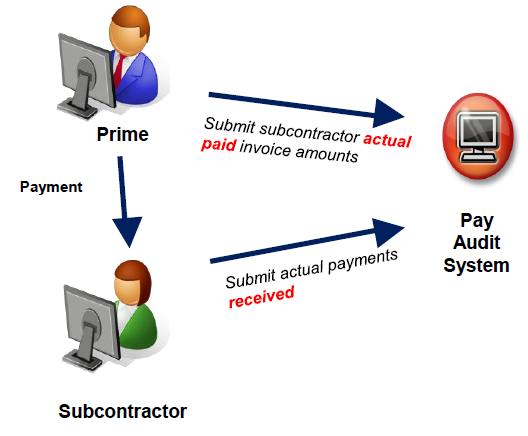 Prime
Submit subcontractor actual
paid invoice amounts
Payment
Pay
Audit
System
Submit actual payments
received
Subcontractor